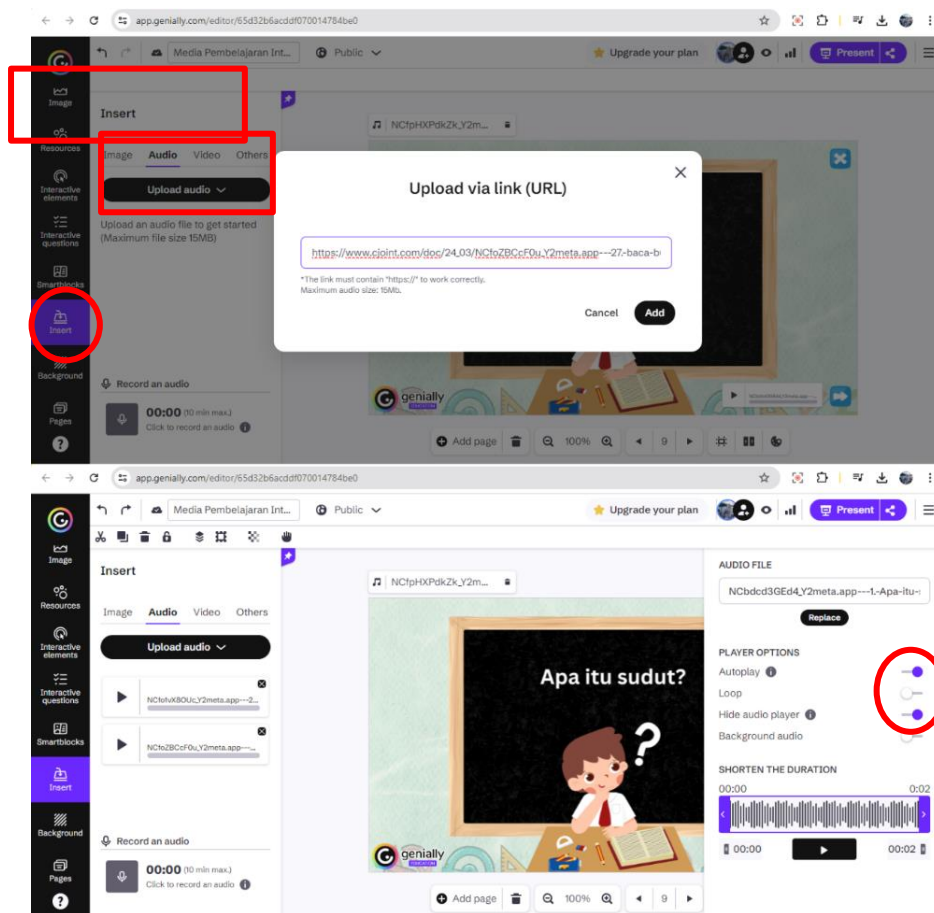 app.genially.com/editor/65d32b6acddf070014784be0
Media Pembelajaran Int...
Public
Upgrade your plan
Present
Image
Resources
Interactive elements
Interactive questions
Smartblocks
Insert
Background
Pages
?
Insert
Image Audio Video Others
Upload audio
Upload an audio file to get started
(Maximum file size 15MB)
Record an audio
00:00 (10 min max.)
Click to record an audio
NCfpHXPdkZk_Y2m...
Upload via link (URL)
https://www.cjoint.com/doc/24_03/NCfoZBCcF0u_Y2meta.app---27.-baca-b
*The link must contain "https://" to work correctly.
Maximum audio size: 15Mb.
Cancel
Add
genially
Add page
100%
9
app.genially.com/editor/65d32b6acddf070014784be0
Media Pembelajaran Int...
Public
Upgrade your plan
Present
Image
Resources
Interactive elements
Interactive questions
Smartblocks
Insert
Background
Pages
?
Insert
Image Audio Video Others
Upload audio
NCfofvX8OUc_Y2meta.app---2...
NCfoZBCcF0u_Y2meta.app---...
Record an audio
00:00 (10 min max.)
Click to record an audio
NCfpHXPdkZk_Y2m...
Apa itu sudut?
?
genially
Add page
100%
9
AUDIO FILE
NCbdcd3GEd4_Y2meta.app---1.-Apa-itu-
Replace
PLAYER OPTIONS
Autoplay
Loop
Hide audio player
Background audio
SHORTEN THE DURATION
00:00 0:02
00:00 00:02